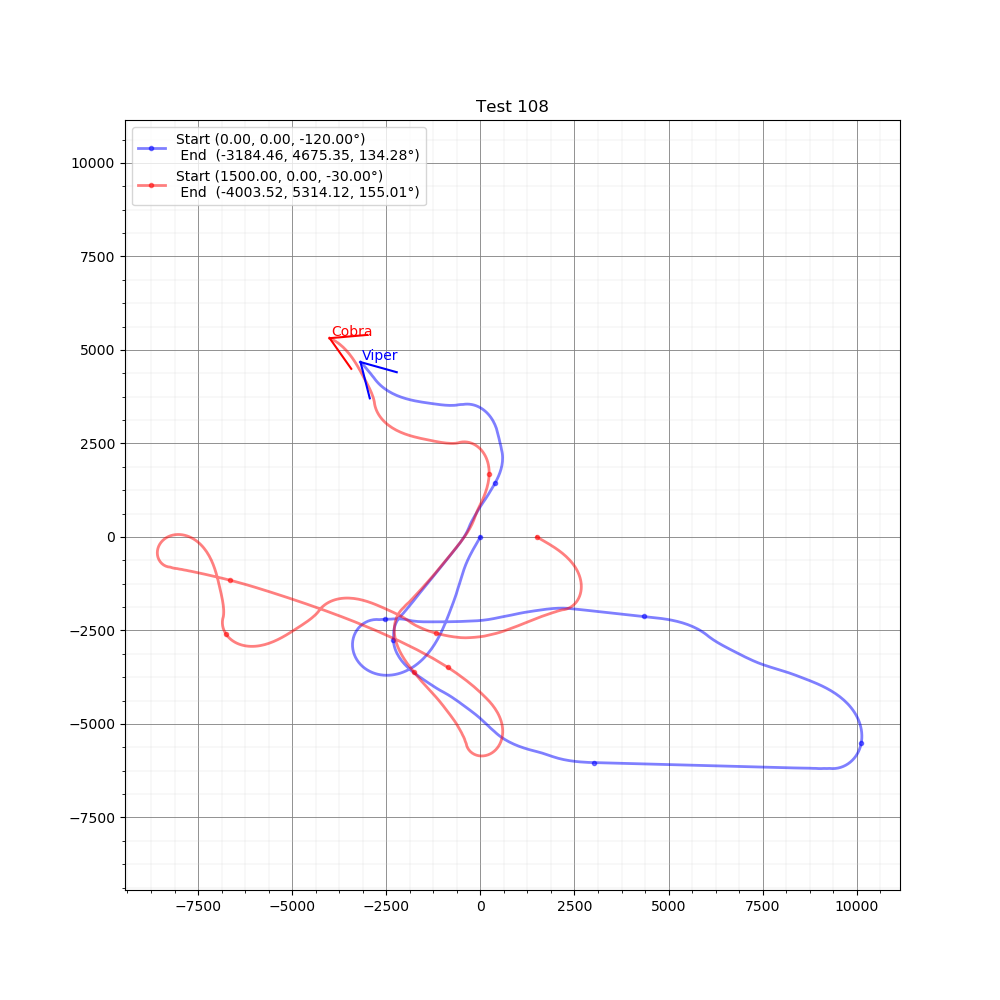 Test 108
Start (0.00, 0.00, -120.00°)
End (-3184.46, 4675.35, 134.28°)
Start (1500.00, 0.00, -30.00°)
End (-4003.52, 5314.12, 155.01°)
10000
7500
5000
2500
0
−2500
−5000
−7500
Cobra
Viper
−7500 −5000 −2500 0 2500 5000 7500 10000